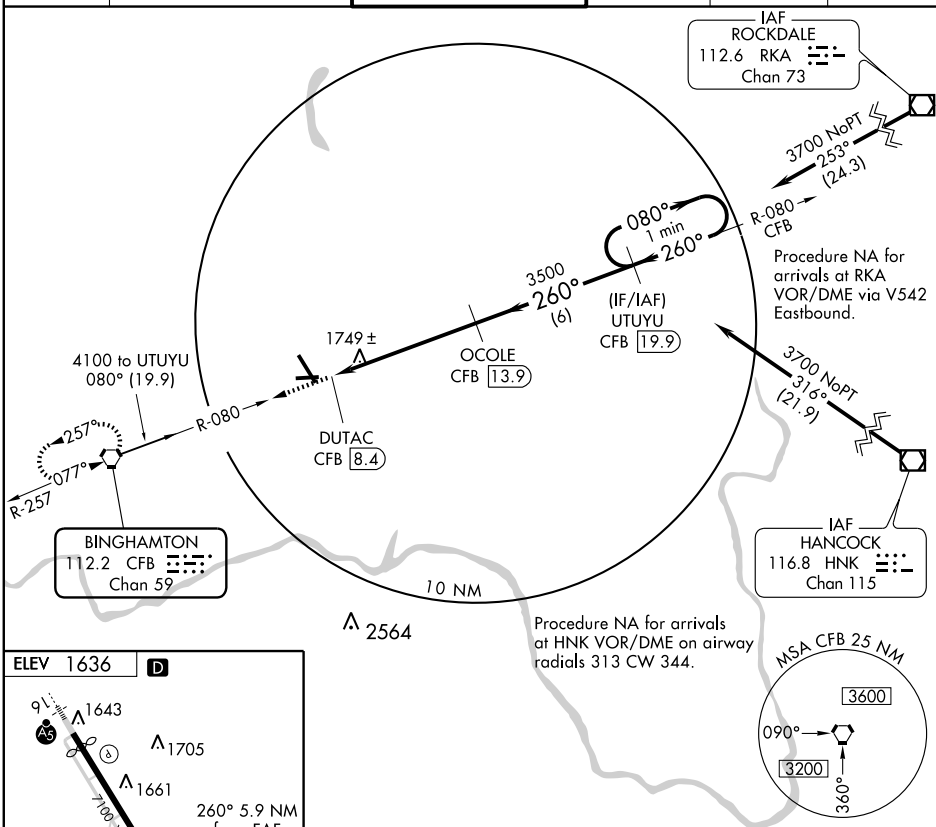 IAF
ROCKDALE
112.6 RKA
Chan 73
3700 NoPT
253°
(24.3)
R-080
CFB
080°
1 min
260°
Procedure NA for
arrivals at RKA
VOR/DME via V542
Eastbound.
3500
260°
(6)
(IF/IAF)
UTUYU
CFB 19.9
1749 ±
OCOLE
CFB 13.9
3700 NoPT
316°
(21.9)
4100 to UTUYU
080° (19.9)
R-080
DUTAC
CFB 8.4
257°
077°
R-257
BINGHAMTON
112.2 CFB
Chan 59
IAF
HANCOCK
116.8 HNK
Chan 115
10 NM
2564
Procedure NA for arrivals
at HNK VOR/DME on airway
radials 313 CW 344.
MSA CFB 25 NM
3600
090°
3200
360°
ELEV 1636 D
16
A5
1643
P
1705
1661
7100
260° 5.9 NM